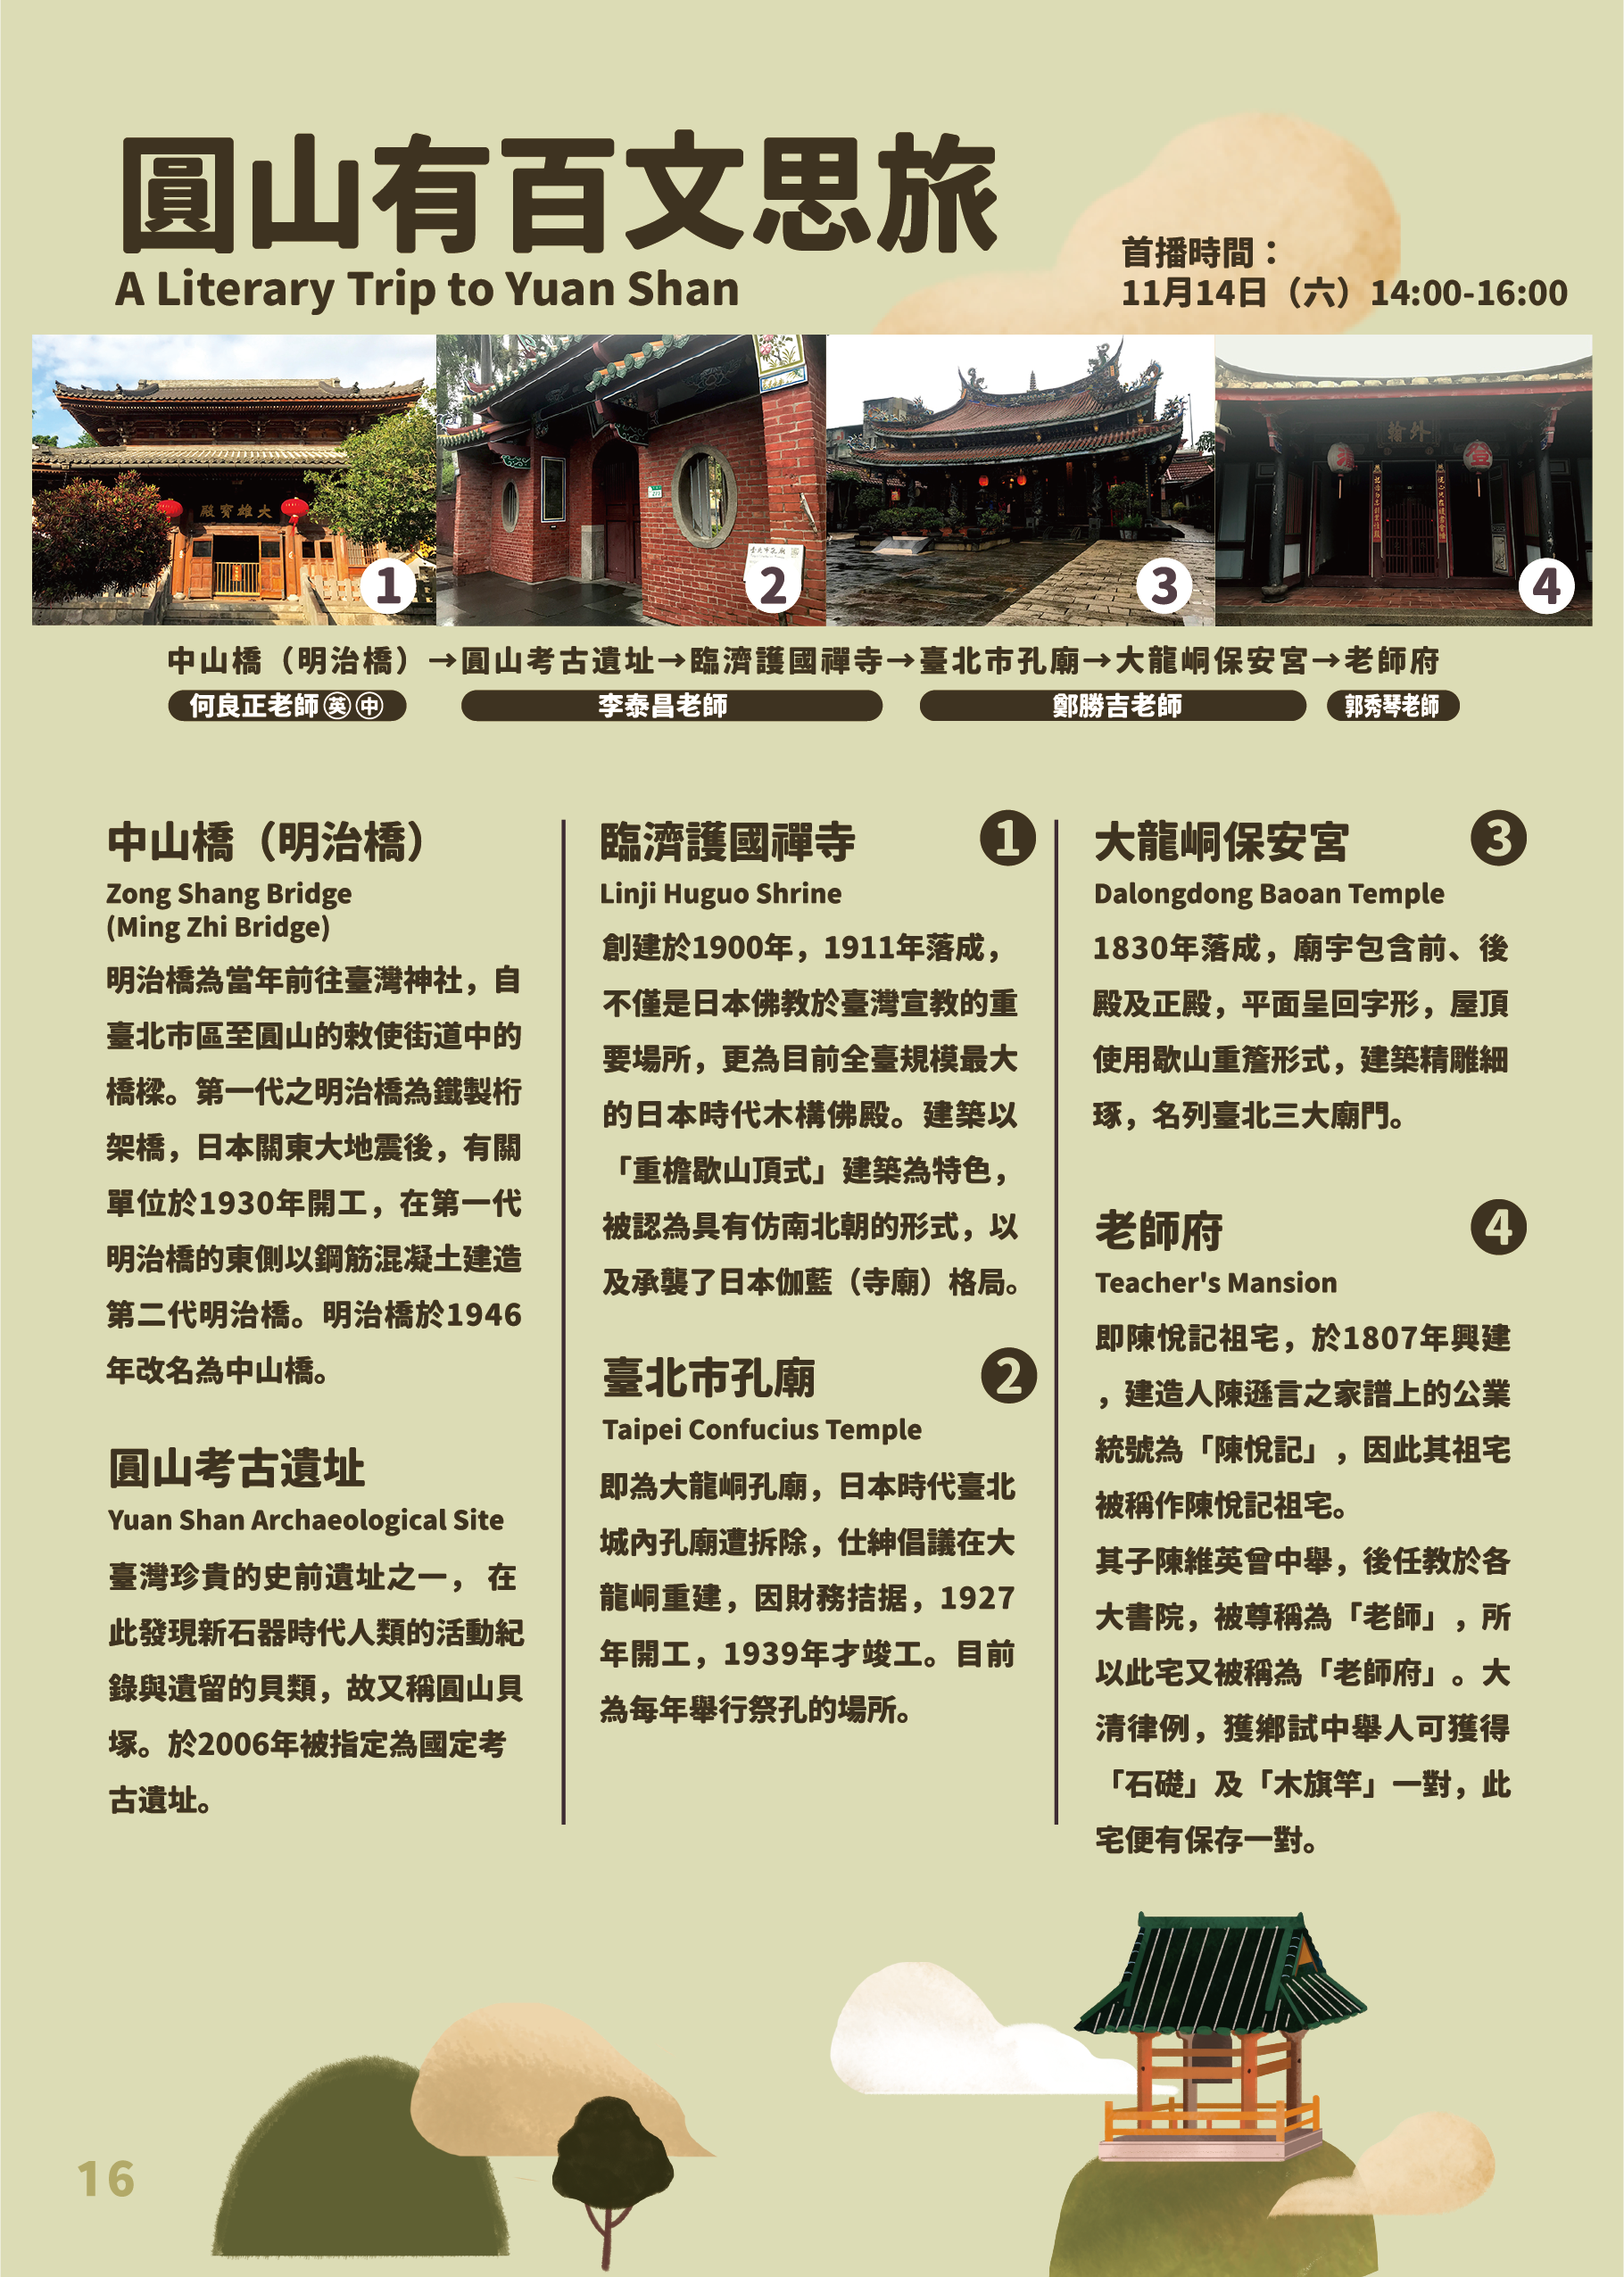 圓山有百文思旅
A Literary Trip to Yuan Shan
首播時間：
11月14日（六）14:00-16:00
大雄寳殿
1
2
3
外翰
4
中山橋（明治橋）→圓山考古遺址→臨濟護國禪寺→臺北市孔廟→大龍峒保安宮→老師府
何良正老師 英 中
李泰昌老師
鄭勝吉老師
郭秀琴老師
中山橋（明治橋）
Zong Shang Bridge
(Ming Zhi Bridge)
明治橋為當年前往臺灣神社，自
臺北市區至圓山的敕使街道中的
橋樑。第一代之明治橋為鐵製桁
架橋，日本關東大地震後，有關
單位於1930年開工，在第一代
明治橋的東側以鋼筋混凝土建造
第二代明治橋。明治橋於1946
年改名為中山橋。
圓山考古遺址
Yuan Shan Archaeological Site
臺灣珍貴的史前遺址之一， 在
此發現新石器時代人類的活動紀
錄與遺留的貝類，故又稱圓山貝
塚。於2006年被指定為國定考
古遺址。
臨濟護國禪寺
1
Linji Huguo Shrine
創建於1900年，1911年落成，
不僅是日本佛教於臺灣宣教的重
要場所，更為目前全臺規模最大
的日本時代木構佛殿。建築以
「重檐歇山頂式」建築為特色，
被認為具有仿南北朝的形式，以
及承襲了日本伽藍（寺廟）格局。
臺北市孔廟
2
Taipei Confucius Temple
即為大龍峒孔廟，日本時代臺北
城內孔廟遭拆除，仕紳倡議在大
龍峒重建，因財務拮据，1927
年開工，1939年才竣工。目前
為每年舉行祭孔的場所。
大龍峒保安宮
3
Dalongdong Baoan Temple
1830年落成，廟宇包含前、後
殿及正殿，平面呈回字形，屋頂
使用歇山重簷形式，建築精雕細
琢，名列臺北三大廟門。
老師府
4
Teacher's Mansion
即陳悅記祖宅，於1807年興建
，建造人陳遜言之家譜上的公業
統號為「陳悅記」，因此其祖宅
被稱作陳悅記祖宅。
其子陳維英曾中舉，後任教於各
大書院，被尊稱為「老師」，所
以此宅又被稱為「老師府」。大
清律例，獲鄉試中舉人可獲得
「石礎」及「木旗竿」一對，此
宅便有保存一對。
16